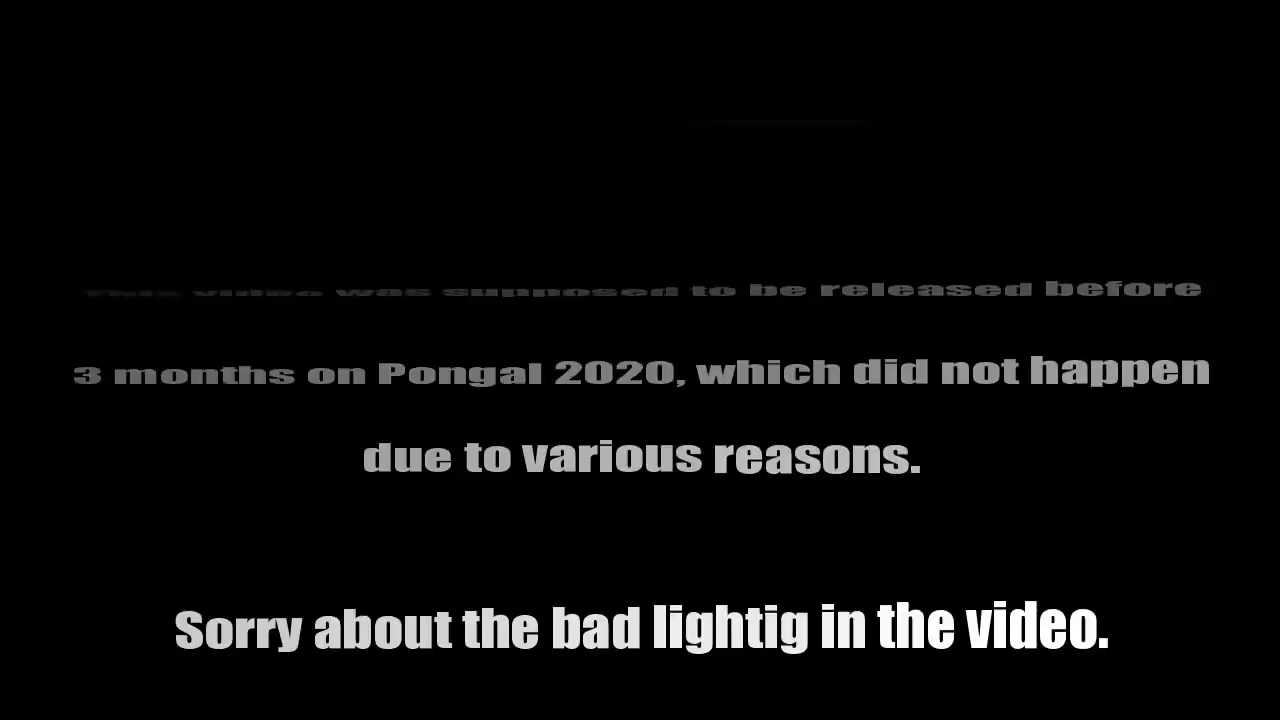 This video was supposed to be released before
3 months on Pongal 2020, which did not happen
due to various reasons.
Sorry about the bad lightig in the video.